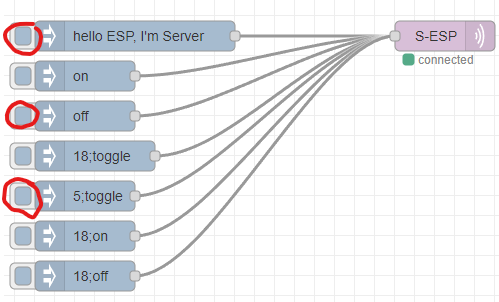 hello ESP, I'm Server
S-ESP
connected
on
off
18;toggle
5;toggle
18;on
18;off